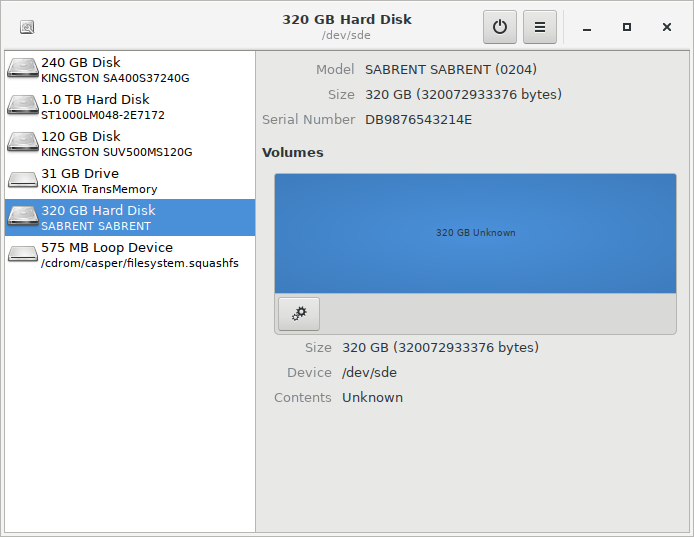 320 GB Hard Disk
/dev/sde
240 GB Disk
KINGSTON SA400S37240G
1.0 TB Hard Disk
ST1000LM048-2E7172
120 GB Disk
KINGSTON SUV500MS120G
31 GB Drive
KIOXIA TransMemory
320 GB Hard Disk
SABRENT SABRENT
575 MB Loop Device
/cdrom/casper/filesystem.squashfs
Model SABRENT SABRENT (0204)
Size 320 GB (320072933376 bytes)
Serial Number DB9876543214E
Volumes
320 GB Unknown
Size 320 GB (320072933376 bytes)
Device /dev/sde
Contents Unknown